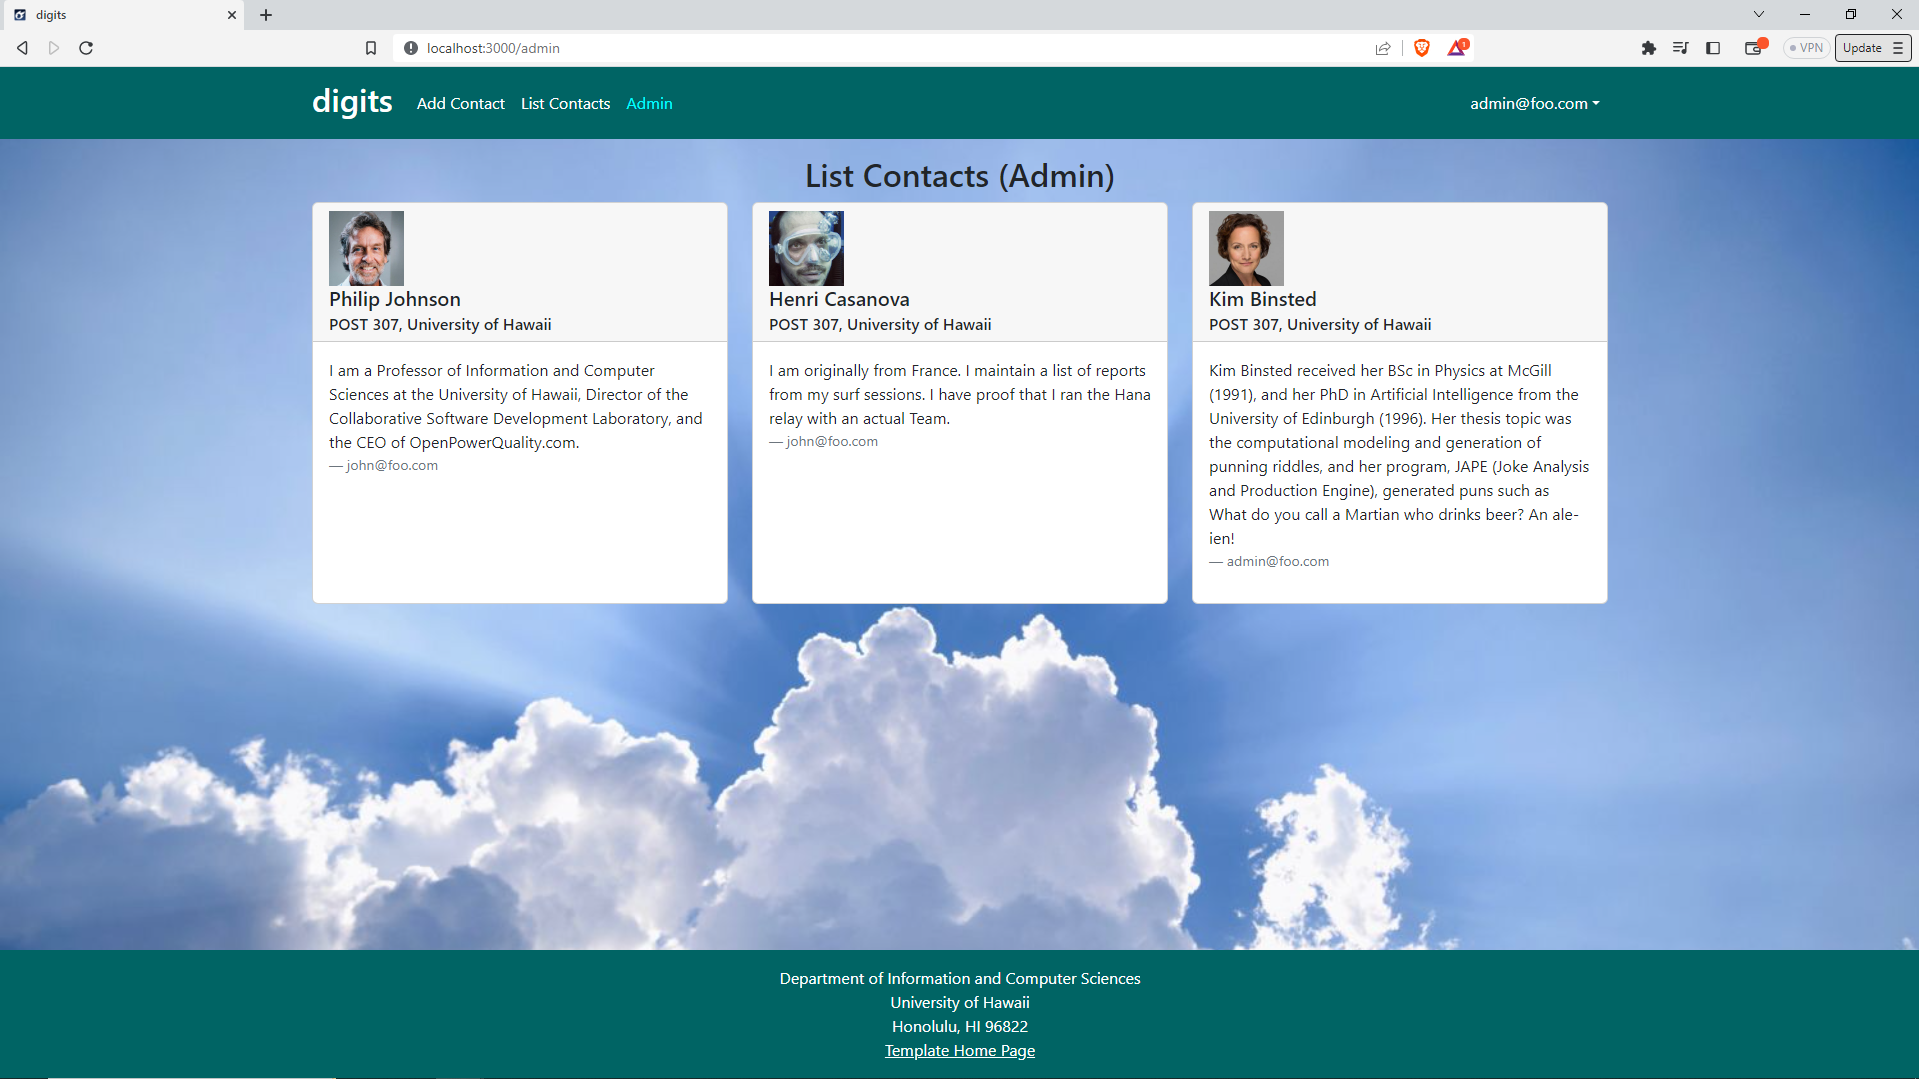 digits
localhost:3000/admin
1
VPN
Update
digits
Add Contact
List Contacts
Admin
admin@foo.com
List Contacts (Admin)
Philip Johnson
POST 307, University of Hawaii
I am a Professor of Information and Computer
Sciences at the University of Hawaii, Director of the
Collaborative Software Development Laboratory, and
the CEO of OpenPowerQuality.com.
— john@foo.com
Henri Casanova
POST 307, University of Hawaii
I am originally from France. I maintain a list of reports
from my surf sessions. I have proof that I ran the Hana
relay with an actual Team.
— john@foo.com
Kim Binsted
POST 307, University of Hawaii
Kim Binsted received her BSc in Physics at McGill
(1991), and her PhD in Artificial Intelligence from the
University of Edinburgh (1996). Her thesis topic was
the computational modeling and generation of
punning riddles, and her program, JAPE (Joke Analysis
and Production Engine), generated puns such as
What do you call a Martian who drinks beer? An ale-
ien!
— admin@foo.com
Department of Information and Computer Sciences
University of Hawaii
Honolulu, HI 96822
Template Home Page